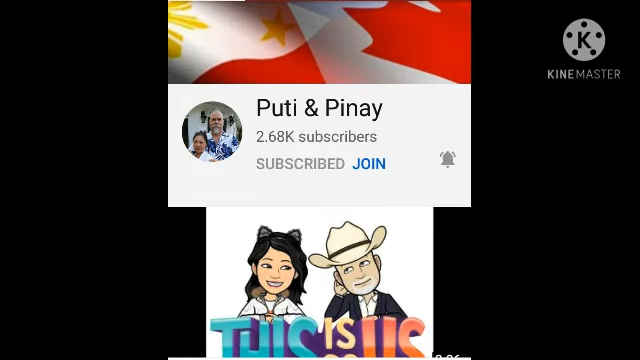 K
KINEMASTER
Puti & Pinay
2.68K subscribers
SUBSCRIBED JOIN
THIS IS US